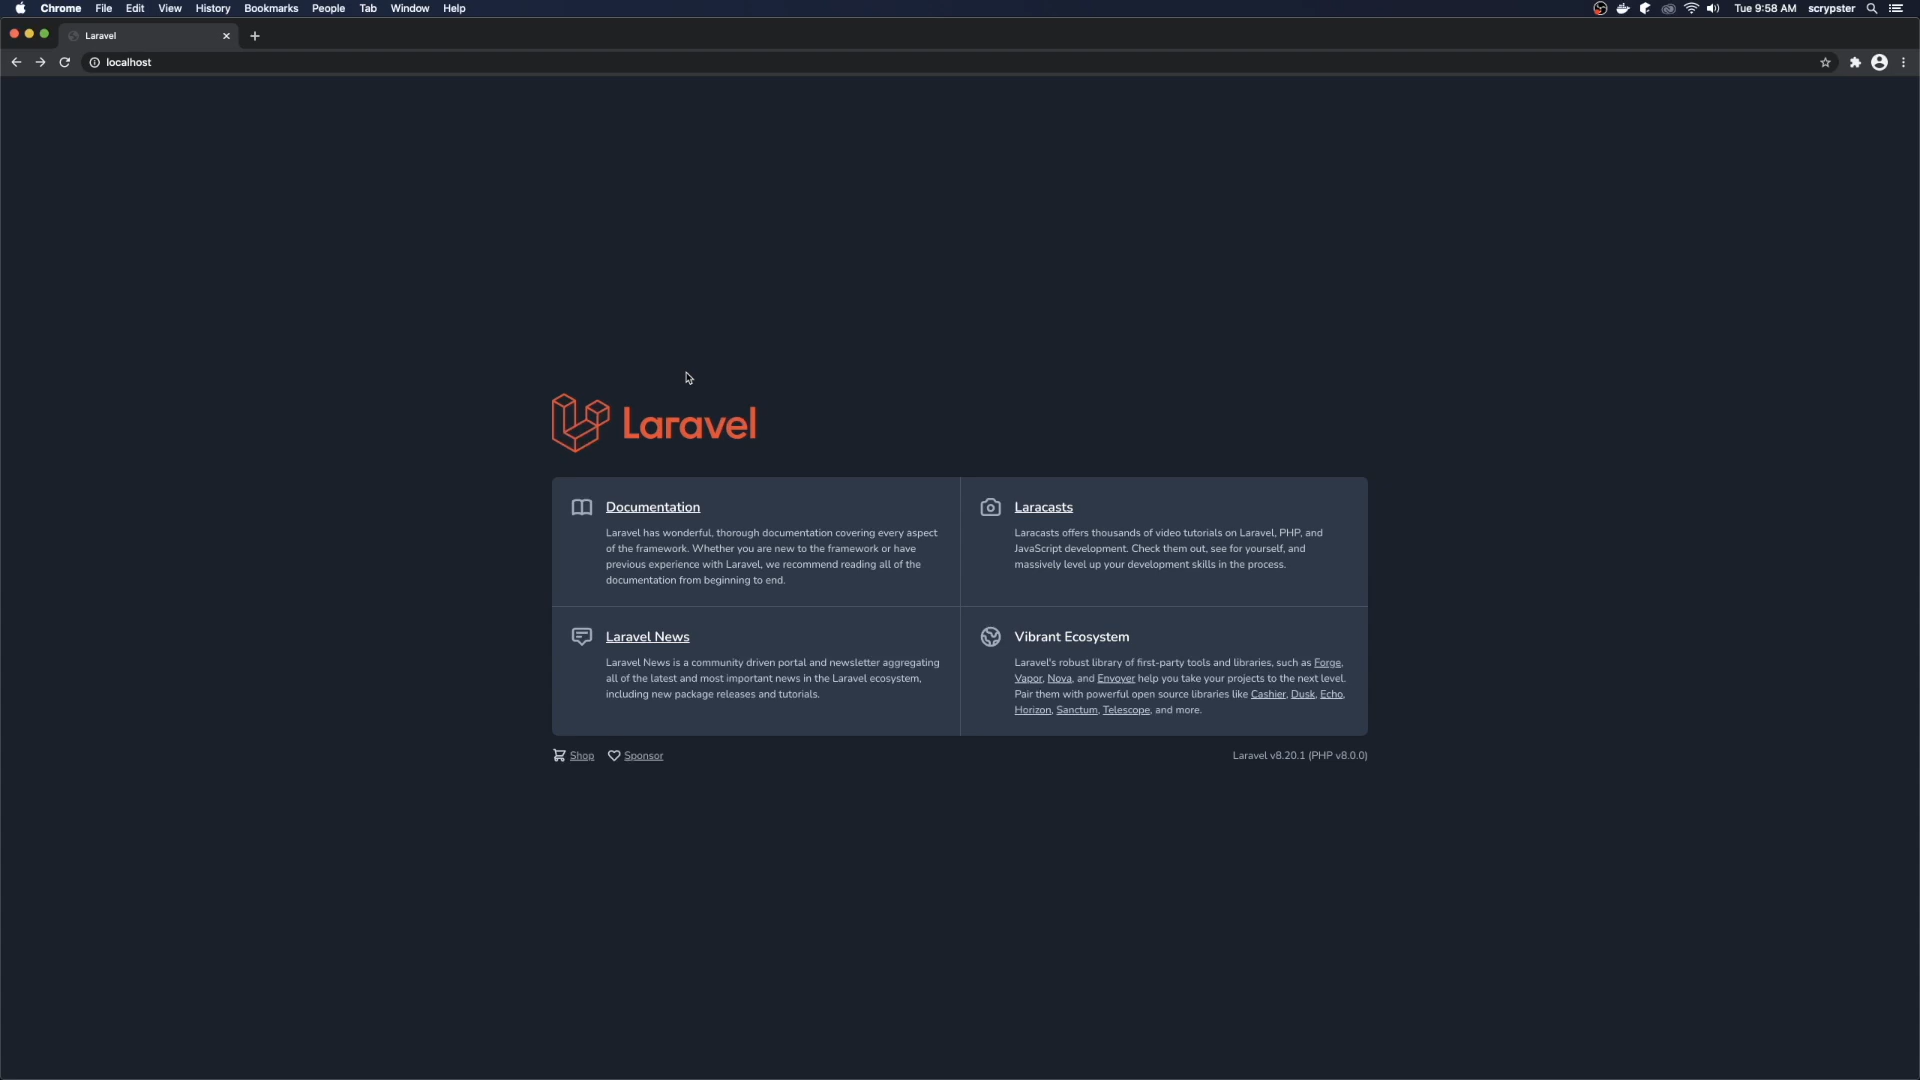 Chrome File Edit View History Bookmarks People Tab Window Help Tue 9:58 AM scrypster
Laravel
localhost
Laravel
Documentation
Laravel has wonderful, thorough documentation covering every aspect
of the framework. Whether you are new to the framework or have
previous experience with Laravel, we recommend reading all of the
documentation from beginning to end.
Laracasts
Laracasts offers thousands of video tutorials on Laravel, PHP, and
JavaScript development. Check them out, see for yourself, and
massively level up your development skills in the process.
Laravel News
Laravel News is a community driven portal and newsletter aggregating
all of the latest and most important news in the Laravel ecosystem,
including new package releases and tutorials.
Vibrant Ecosystem
Laravel's robust library of first-party tools and libraries, such as Forge,
Vapor, Nova, and Envoyer help you take your projects to the next level.
Pair them with powerful open source libraries like Cashier, Dusk, Echo,
Horizon, Sanctum, Telescope, and more.
Shop Sponsor
Laravel v8.20.1 (PHP v8.0.0)